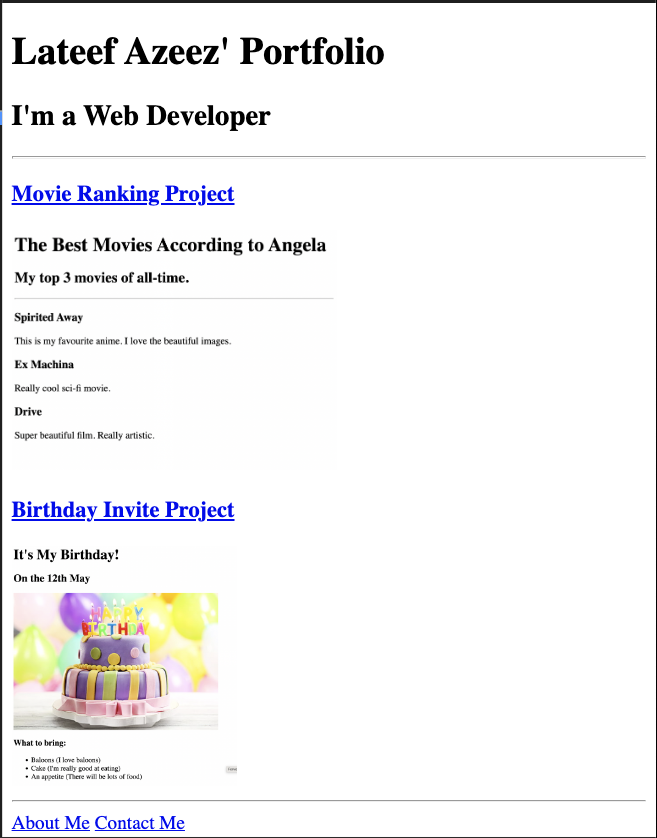 Lateef Azeez' Portfolio
I'm a Web Developer
Movie Ranking Project
The Best Movies According to Angela
My top 3 movies of all-time.
Spirited Away
This is my favourite anime. I love the beautiful images.
Ex Machina
Really cool sci-fi movie.
Drive
Super beautiful film. Really artistic.
Birthday Invite Project
It's My Birthday!
On the 12th May
HAPPY
BIRTHDAY
What to bring:
• Baloons (I love baloons)
• Cake (I'm really good at eating)
• An appetite (There will be lots of food)
About Me Contact Me